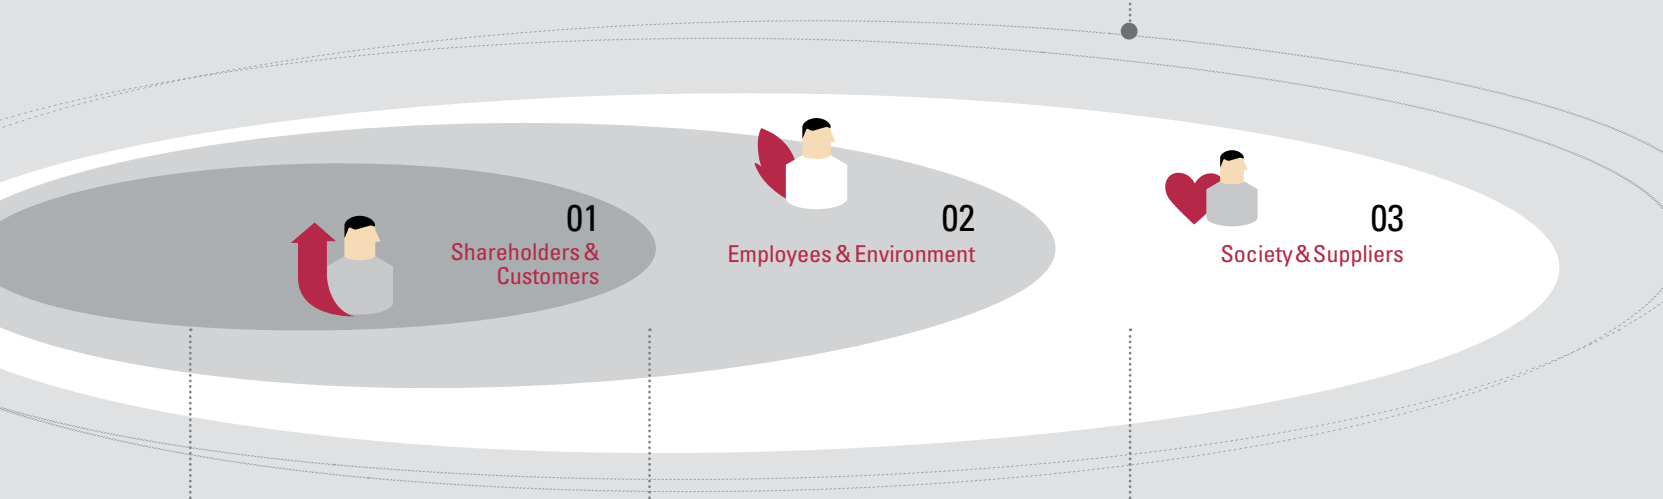 01
Shareholders &
Customers
02
Employees & Environment
03
Society & Suppliers